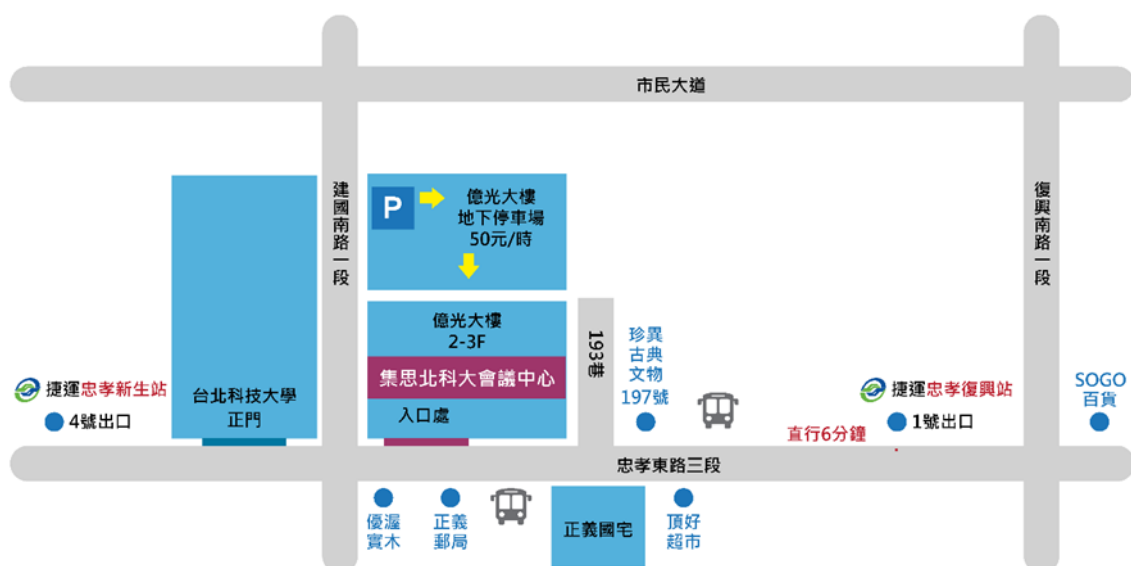 市民大道
建國南路一段
復興南路一段
P
億光大樓
地下停車場
50元/時
億光大樓
2-3F
集思北科大會議中心
入口處
193巷
珍異
古典
文物
197號
捷運忠孝新生站
4號出口
台北科技大學
正門
捷運忠孝復興站
1號出口
直行6分鐘
SOGO
百貨
忠孝東路三段
優渥
實木
正義
郵局
正義國宅
頂好
超市